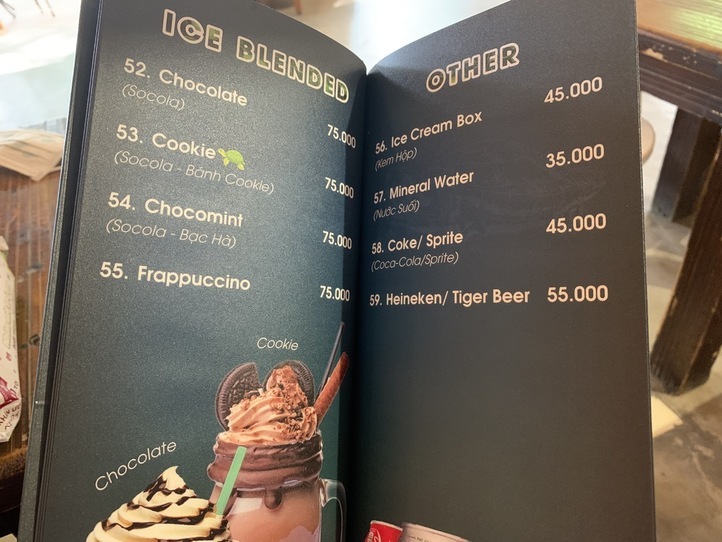 ICE BLENDED
52. Chocolate 75.000
(Socola)
53. Cookie 75.000
(Socola - Bánh Cookie)
54. Chocomint 75.000
(Socola - Bạc Hà)
55. Frappuccino 75.000
Cookie
Chocolate
OTHER
56. Ice Cream Box 45.000
(Kem Hộp)
57. Mineral Water 35.000
(Nước Suối)
58. Coke/ Sprite 45.000
(Coca-Cola/Sprite)
59. Heineken/ Tiger Beer 55.000